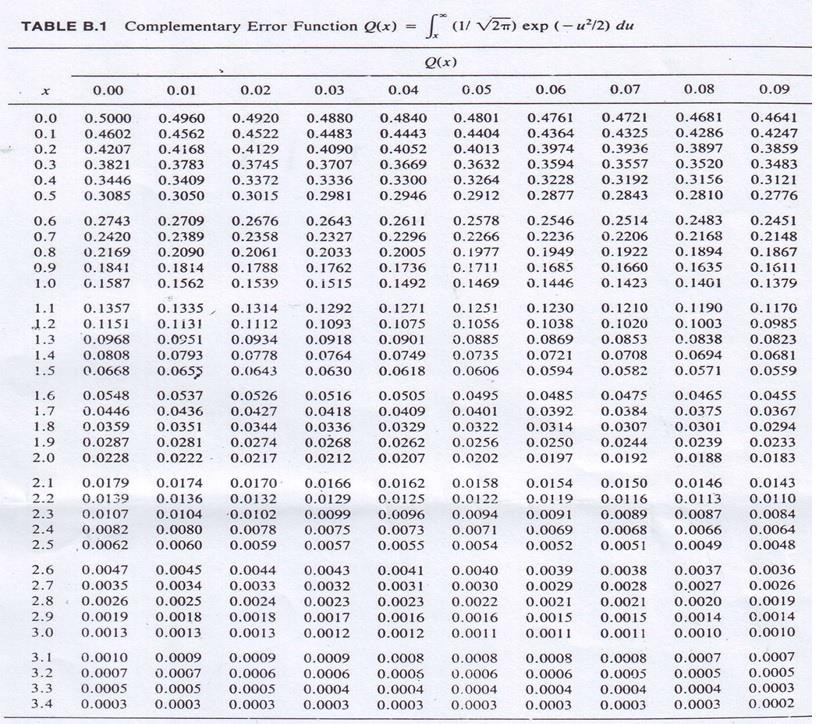 TABLE B.1 Complementary Error Function Q(x) = ∫ₓ^∞ (1/ √2π) exp (−u²/2) du
Q(x)
x 0.00 0.01 0.02 0.03 0.04 0.05 0.06 0.07 0.08 0.09
0.0 0.5000 0.4960 0.4920 0.4880 0.4840 0.4801 0.4761 0.4721 0.4681 0.4641
0.1 0.4602 0.4562 0.4522 0.4483 0.4443 0.4404 0.4364 0.4325 0.4286 0.4247
0.2 0.4207 0.4168 0.4129 0.4090 0.4052 0.4013 0.3974 0.3936 0.3897 0.3859
0.3 0.3821 0.3783 0.3745 0.3707 0.3669 0.3632 0.3594 0.3557 0.3520 0.3483
0.4 0.3446 0.3409 0.3372 0.3336 0.3300 0.3264 0.3228 0.3192 0.3156 0.3121
0.5 0.3085 0.3050 0.3015 0.2981 0.2946 0.2912 0.2877 0.2843 0.2810 0.2776
0.6 0.2743 0.2709 0.2676 0.2643 0.2611 0.2578 0.2546 0.2514 0.2483 0.2451
0.7 0.2420 0.2389 0.2358 0.2327 0.2296 0.2266 0.2236 0.2206 0.2168 0.2148
0.8 0.2169 0.2090 0.2061 0.2033 0.2005 0.1977 0.1949 0.1922 0.1894 0.1867
0.9 0.1841 0.1814 0.1788 0.1762 0.1736 0.1711 0.1685 0.1660 0.1635 0.1611
1.0 0.1587 0.1562 0.1539 0.1515 0.1492 0.1469 0.1446 0.1423 0.1401 0.1379
1.1 0.1357 0.1335 0.1314 0.1292 0.1271 0.1251 0.1230 0.1210 0.1190 0.1170
1.2 0.1151 0.1131 0.1112 0.1093 0.1075 0.1056 0.1038 0.1020 0.1003 0.0985
1.3 0.0968 0.0951 0.0934 0.0918 0.0901 0.0885 0.0869 0.0853 0.0838 0.0823
1.4 0.0808 0.0793 0.0778 0.0764 0.0749 0.0735 0.0721 0.0708 0.0694 0.0681
1.5 0.0668 0.0655 0.0643 0.0630 0.0618 0.0606 0.0594 0.0582 0.0571 0.0559
1.6 0.0548 0.0537 0.0526 0.0516 0.0505 0.0495 0.0485 0.0475 0.0465 0.0455
1.7 0.0446 0.0436 0.0427 0.0418 0.0409 0.0401 0.0392 0.0384 0.0375 0.0367
1.8 0.0359 0.0351 0.0344 0.0336 0.0329 0.0322 0.0314 0.0307 0.0301 0.0294
1.9 0.0287 0.0281 0.0274 0.0268 0.0262 0.0256 0.0250 0.0244 0.0239 0.0233
2.0 0.0228 0.0222 0.0217 0.0212 0.0207 0.0202 0.0197 0.0192 0.0188 0.0183
2.1 0.0179 0.0174 0.0170 0.0166 0.0162 0.0158 0.0154 0.0150 0.0146 0.0143
2.2 0.0139 0.0136 0.0132 0.0129 0.0125 0.0122 0.0119 0.0116 0.0113 0.0110
2.3 0.0107 0.0104 0.0102 0.0099 0.0096 0.0094 0.0091 0.0089 0.0087 0.0084
2.4 0.0082 0.0080 0.0078 0.0075 0.0073 0.0071 0.0069 0.0068 0.0066 0.0064
2.5 0.0062 0.0060 0.0059 0.0057 0.0055 0.0054 0.0052 0.0051 0.0049 0.0048
2.6 0.0047 0.0045 0.0044 0.0043 0.0041 0.0040 0.0039 0.0038 0.0037 0.0036
2.7 0.0035 0.0034 0.0033 0.0032 0.0031 0.0030 0.0029 0.0028 0.0027 0.0026
2.8 0.0026 0.0025 0.0024 0.0023 0.0023 0.0022 0.0021 0.0021 0.0020 0.0019
2.9 0.0019 0.0018 0.0018 0.0017 0.0016 0.0016 0.0015 0.0015 0.0014 0.0014
3.0 0.0013 0.0013 0.0013 0.0012 0.0012 0.0011 0.0011 0.0011 0.0010 0.0010
3.1 0.0010 0.0009 0.0009 0.0009 0.0008 0.0008 0.0008 0.0008 0.0007 0.0007
3.2 0.0007 0.0007 0.0006 0.0006 0.0006 0.0006 0.0006 0.0005 0.0005 0.0005
3.3 0.0005 0.0005 0.0005 0.0004 0.0004 0.0004 0.0004 0.0004 0.0004 0.0003
3.4 0.0003 0.0003 0.0003 0.0003 0.0003 0.0003 0.0003 0.0003 0.0003 0.0002